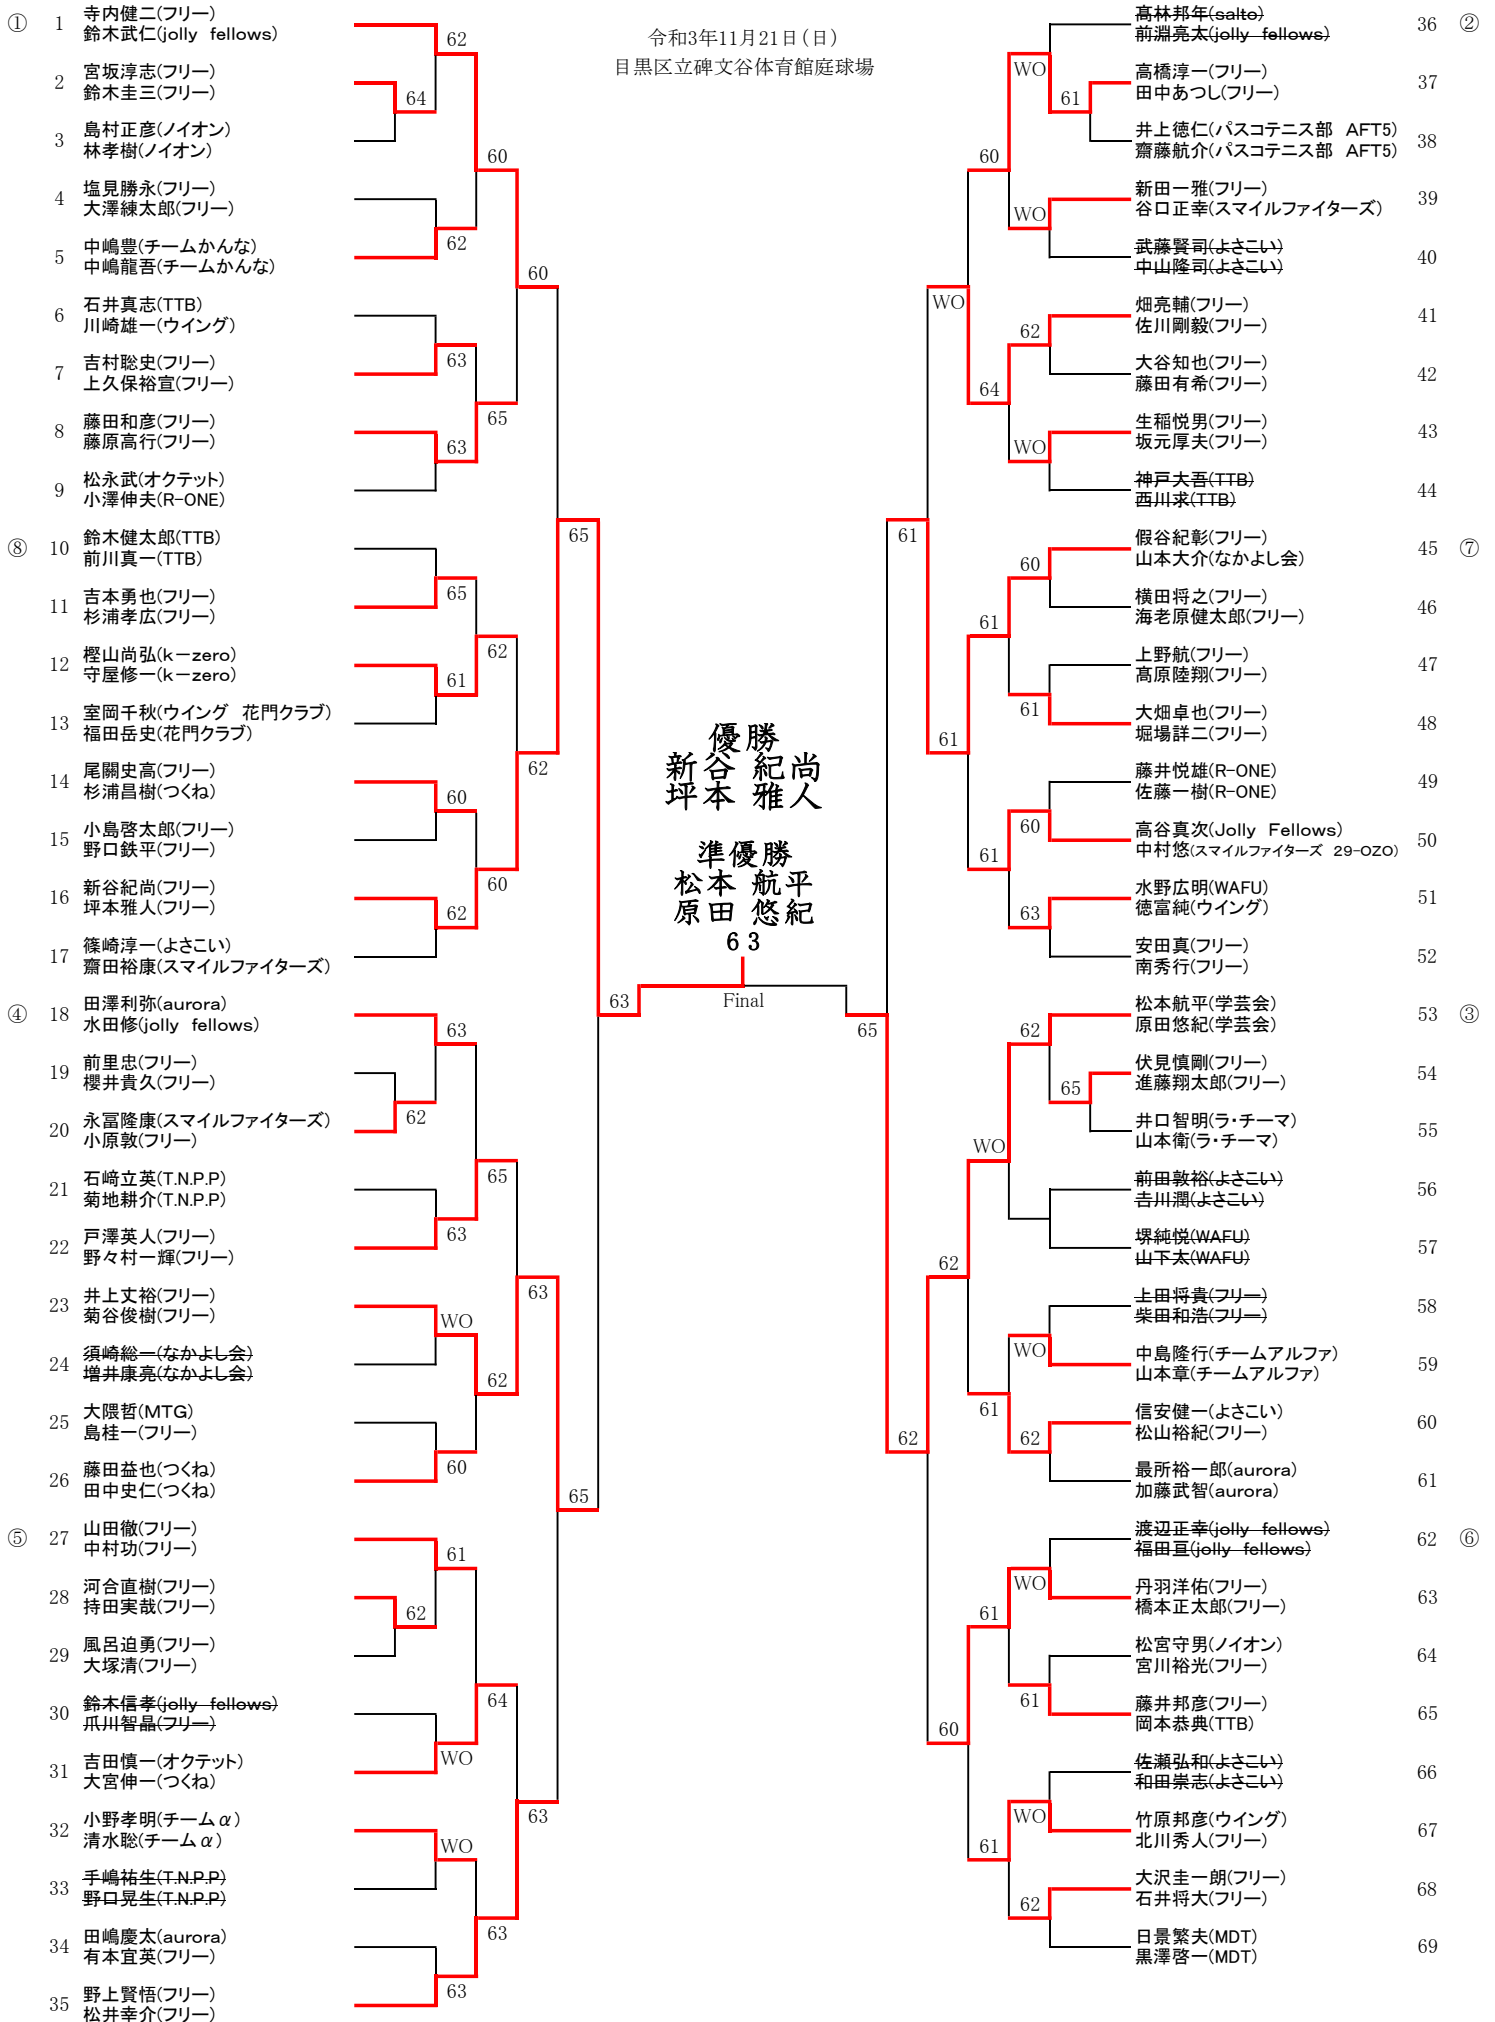 令和3年11月21日(日)
目黒区立碑文谷体育館庭球場
① 1 寺内健二(フリー)
鈴木武仁(jolly fellows)
2 宮坂淳志(フリー)
鈴木圭三(フリー)
3 島村正彦(ノイオン)
林孝樹(ノイオン)
4 塩見勝永(フリー)
大澤練太郎(フリー)
5 中嶋豊(チームかんな)
中嶋龍吾(チームかんな)
6 石井真志(TTB)
川崎雄一(ウイング)
7 吉村聡史(フリー)
上久保裕宣(フリー)
8 藤田和彦(フリー)
藤原高行(フリー)
9 松永武(オクテット)
小澤伸夫(R-ONE)
⑧ 10 鈴木健太郎(TTB)
前川真一(TTB)
11 吉本勇也(フリー)
杉浦孝広(フリー)
12 樫山尚弘(k-zero)
守屋修一(k-zero)
13 室岡千秋(ウイング 花門クラブ)
福田岳史(花門クラブ)
14 尾關史高(フリー)
杉浦昌樹(つくね)
15 小島啓太郎(フリー)
野口鉄平(フリー)
16 新谷紀尚(フリー)
坪本雅人(フリー)
17 篠崎淳一(よさこい)
齋田裕康(スマイルファイターズ)
④ 18 田澤利弥(aurora)
水田修(jolly fellows)
19 前里忠(フリー)
櫻井貴久(フリー)
20 永冨隆康(スマイルファイターズ)
小原敦(フリー)
21 石﨑立英(T.N.P.P)
菊地耕介(T.N.P.P)
22 戸澤英人(フリー)
野々村一輝(フリー)
23 井上丈裕(フリー)
菊谷俊樹(フリー)
24 須崎総一(なかよし会)
増井康亮(なかよし会)
25 大隈哲(MTG)
島桂一(フリー)
26 藤田益也(つくね)
田中史仁(つくね)
⑤ 27 山田徹(フリー)
中村功(フリー)
28 河合直樹(フリー)
持田実哉(フリー)
29 風呂迫勇(フリー)
大塚清(フリー)
30 鈴木信孝(jolly fellows)
爪川智晶(フリー)
31 吉田慎一(オクテット)
大宮伸一(つくね)
32 小野孝明(チームα)
清水聡(チームα)
33 手嶋祐生(T.N.P.P)
野口晃生(T.N.P.P)
34 田嶋慶太(aurora)
有本宜英(フリー)
35 野上賢悟(フリー)
松井幸介(フリー)
62
64
60
62
60
63
65
63
65
65
62
61
62
60
60
62
63
63
62
65
63
63
WO
62
60
65
61
62
64
WO
63
WO
63
63
優勝
新谷 紀尚
坪本 雅人
準優勝
松本 航平
原田 悠紀
6 3
Final
髙林邦年(salto) 36 ②
前淵亮太(jolly fellows)
高橋淳一(フリー) 37
田中あつし(フリー)
井上徳仁(パスコテニス部 AFT5) 38
齋藤航介(パスコテニス部 AFT5)
新田一雅(フリー) 39
谷口正幸(スマイルファイターズ)
武藤賢司(よさこい) 40
中山隆司(よさこい)
畑亮輔(フリー) 41
佐川剛毅(フリー)
大谷知也(フリー) 42
藤田有希(フリー)
生稲悦男(フリー) 43
坂元厚夫(フリー)
神戸大吾(TTB) 44
西川求(TTB)
假谷紀彰(フリー) 45 ⑦
山本大介(なかよし会)
横田将之(フリー) 46
海老原健太郎(フリー)
上野航(フリー) 47
髙原陸翔(フリー)
大畑卓也(フリー) 48
堀場詳二(フリー)
藤井悦雄(R-ONE) 49
佐藤一樹(R-ONE)
高谷真次(Jolly Fellows) 50
中村悠(スマイルファイターズ 29-OZO)
水野広明(WAFU) 51
徳富純(ウイング)
安田真(フリー) 52
南秀行(フリー)
松本航平(学芸会) 53 ③
原田悠紀(学芸会)
伏見慎剛(フリー) 54
進藤翔太郎(フリー)
井口智明(ラ・チーマ) 55
山本衛(ラ・チーマ)
前田敦裕(よさこい) 56
吉川潤(よさこい)
堺純悦(WAFU) 57
山下太(WAFU)
上田将貴(フリー) 58
柴田和浩(フリー)
中島隆行(チームアルファ) 59
山本章(チームアルファ)
信安健一(よさこい) 60
松山裕紀(フリー)
最所裕一郎(aurora) 61
加藤武智(aurora)
渡辺正幸(jolly fellows) 62 ⑥
福田亘(jolly fellows)
丹羽洋佑(フリー) 63
橋本正太郎(フリー)
松宮守男(ノイオン) 64
宮川裕光(フリー)
藤井邦彦(フリー) 65
岡本恭典(TTB)
佐瀬弘和(よさこい) 66
和田崇志(よさこい)
竹原邦彦(ウイング) 67
北川秀人(フリー)
大沢圭一朗(フリー) 68
石井将大(フリー)
日景繁夫(MDT) 69
黒澤啓一(MDT)
WO
61
60
WO
WO
62
64
WO
61
60
61
61
61
60
61
63
65
62
65
WO
62
WO
61
62
62
WO
61
61
60
WO
61
62